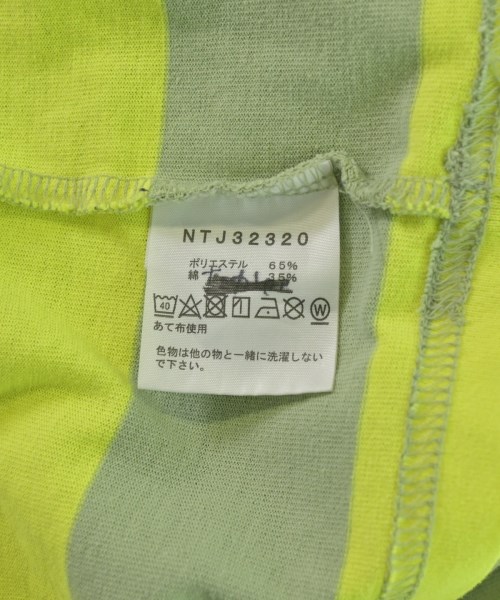 NTJ32320
ポリエステル 65%
綿 35%
40 W
あて布使用
色物は他の物と一緒に洗濯しない
で下さい。